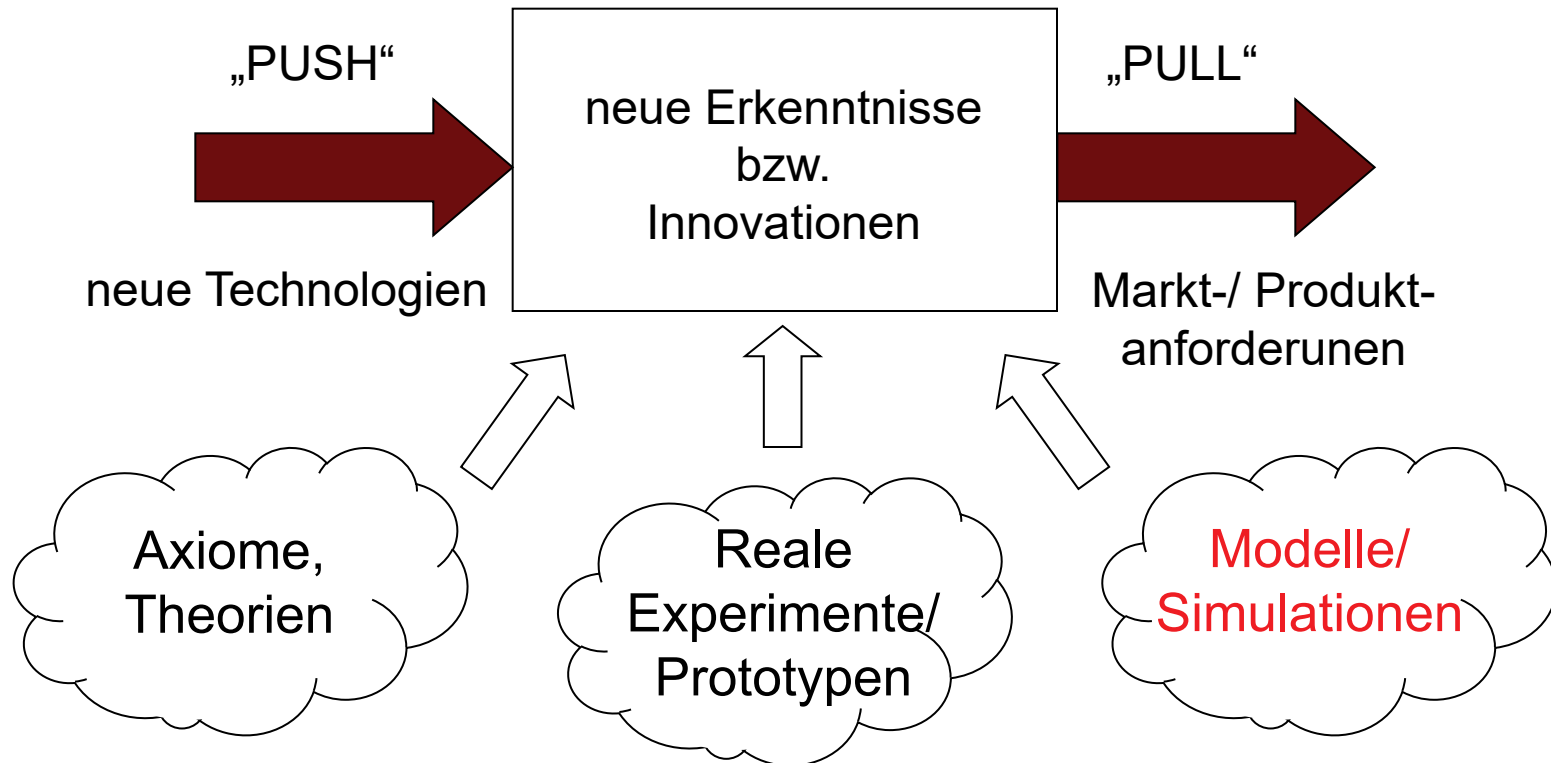 „PUSH“
neue Technologien
neue Erkenntnisse
bzw.
Innovationen
„PULL“
Markt-/ Produkt-
anforderunen
Axiome,
Theorien
Reale
Experimente/
Prototypen
Modelle/
Simulationen